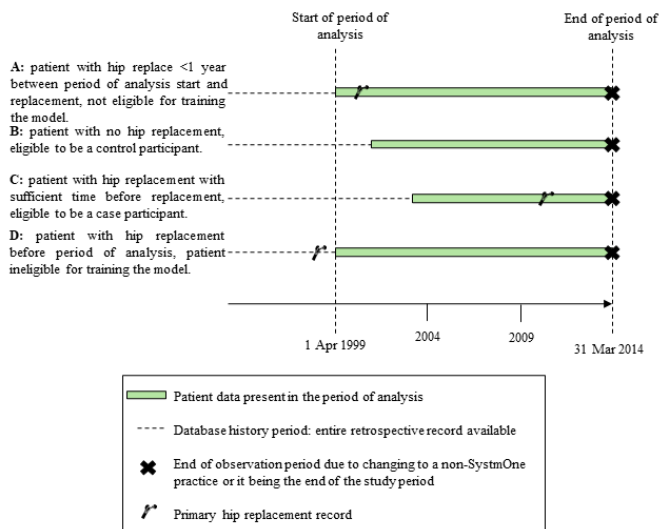 Start of period of
analysis
End of period of
analysis
A: patient with hip replace <1 year
between period of analysis start and
replacement, not eligible for training
the model.
B: patient with no hip replacement,
eligible to be a control participant.
C: patient with hip replacement with
sufficient time before replacement,
eligible to be a case participant.
D: patient with hip replacement
before period of analysis, patient
ineligible for training the model.
1 Apr 1999
2004
2009
31 Mar 2014
Patient data present in the period of analysis
Database history period: entire retrospective record available
End of observation period due to changing to a non-SystmOne
practice or it being the end of the study period
Primary hip replacement record